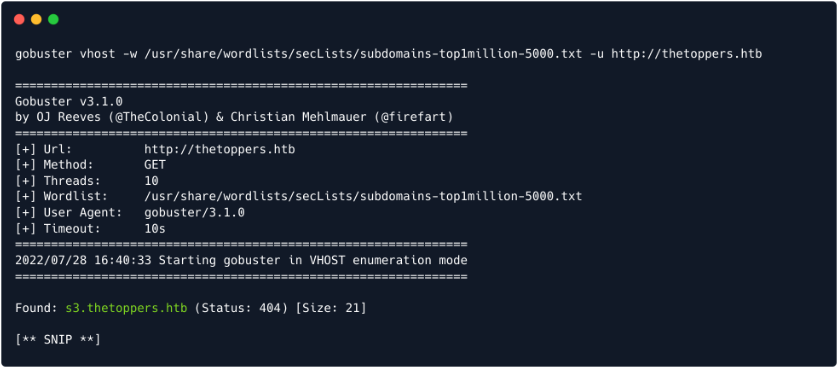 gobuster vhost -w /usr/share/wordlists/secLists/subdomains-top1million-5000.txt -u http://thetoppers.htb
===============================================================
Gobuster v3.1.0
by OJ Reeves (@TheColonial) & Christian Mehlmauer (@firefart)
===============================================================
[+] Url:          http://thetoppers.htb
[+] Method:       GET
[+] Threads:      10
[+] Wordlist:     /usr/share/wordlists/secLists/subdomains-top1million-5000.txt
[+] User Agent:   gobuster/3.1.0
[+] Timeout:      10s
===============================================================
2022/07/28 16:40:33 Starting gobuster in VHOST enumeration mode
===============================================================
Found: s3.thetoppers.htb (Status: 404) [Size: 21]
[** SNIP **]